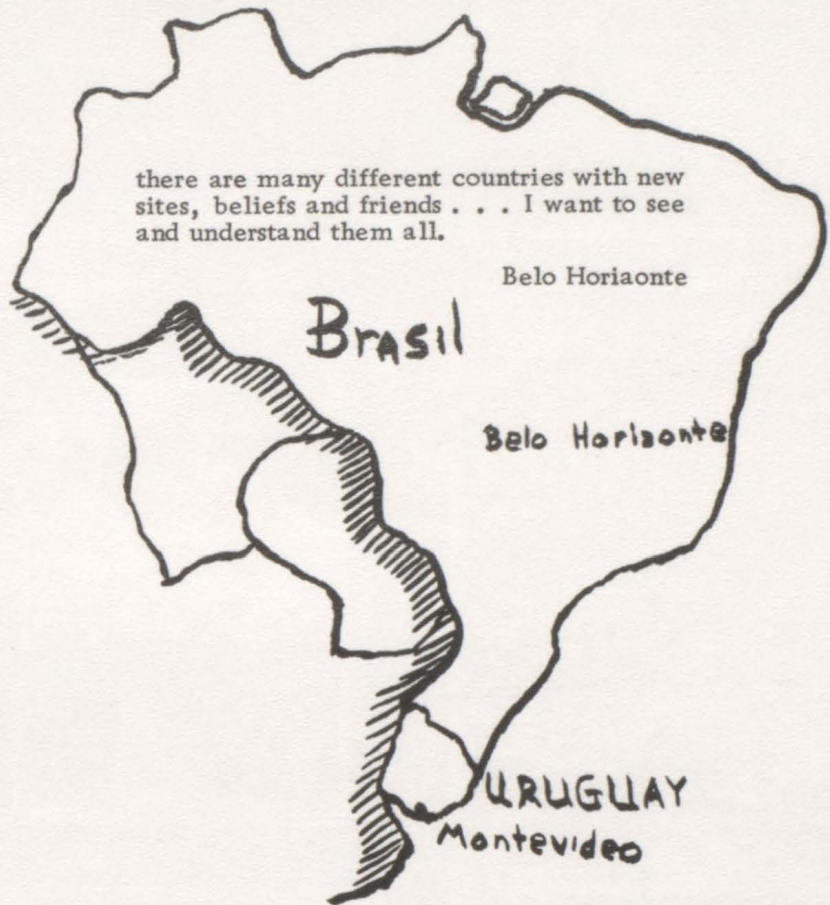 there are many different countries with new
sites, beliefs and friends . . . I want to see
and understand them all.
Belo Horiaonte
Brasil
Belo Horizonte
URUGUAY
Montevideo